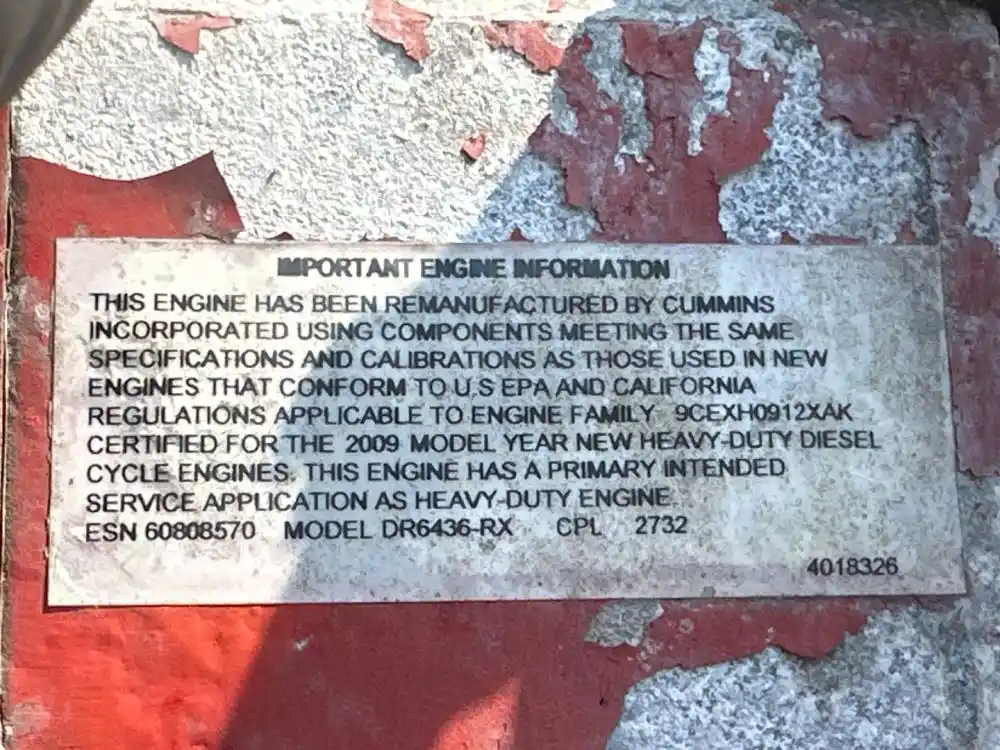 IMPORTANT ENGINE INFORMATION
THIS ENGINE HAS BEEN REMANUFACTURED BY CUMMINS
INCORPORATED USING COMPONENTS MEETING THE SAME
SPECIFICATIONS AND CALIBRATIONS AS THOSE USED IN NEW
ENGINES THAT CONFORM TO U.S EPA AND CALIFORNIA
REGULATIONS APPLICABLE TO ENGINE FAMILY 9CEXH0912XAK
CERTIFIED FOR THE 2009 MODEL YEAR NEW HEAVY-DUTY DIESEL
CYCLE ENGINES. THIS ENGINE HAS A PRIMARY INTENDED
SERVICE APPLICATION AS HEAVY-DUTY ENGINE
ESN 60808570 MODEL DR6436-RX CPL 2732
4018326